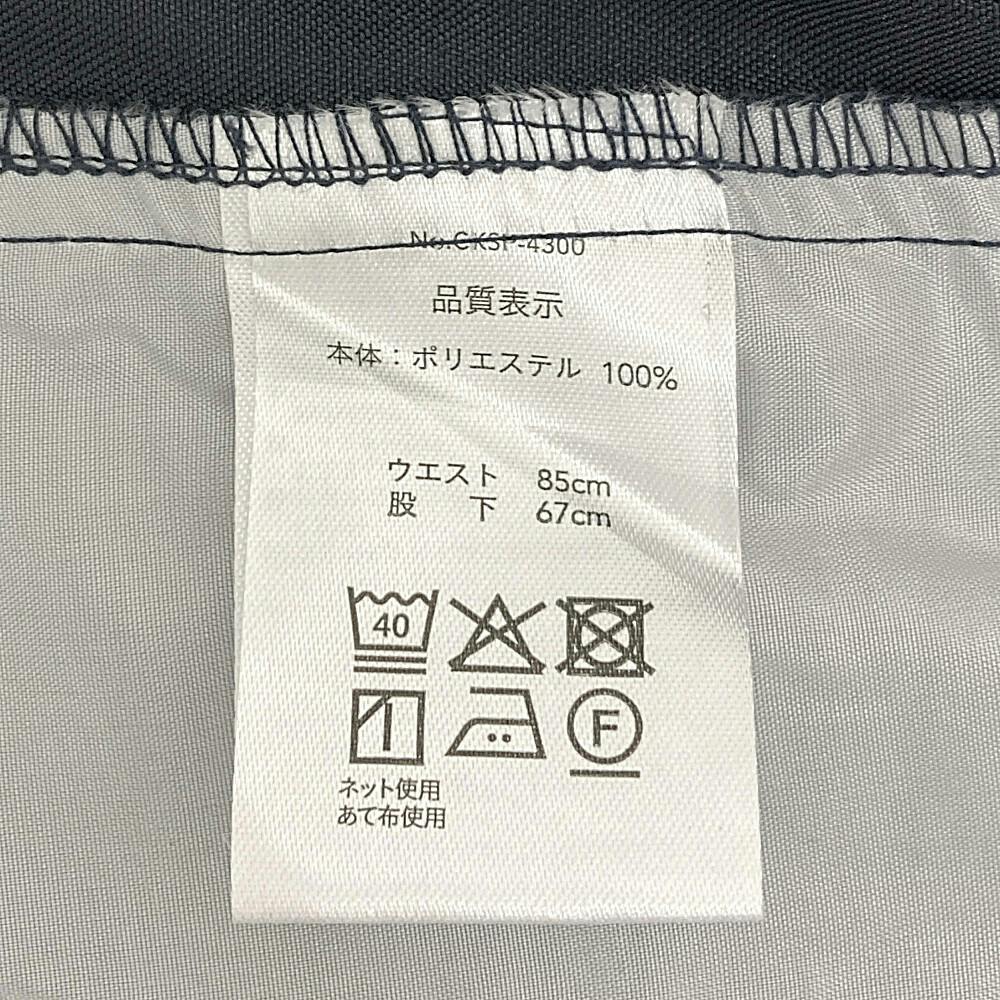 No.CKSP-4300
品質表示
本体：ポリエステル 100%
ウエスト 85cm
股下 67cm
40
F
ネット使用
あて布使用